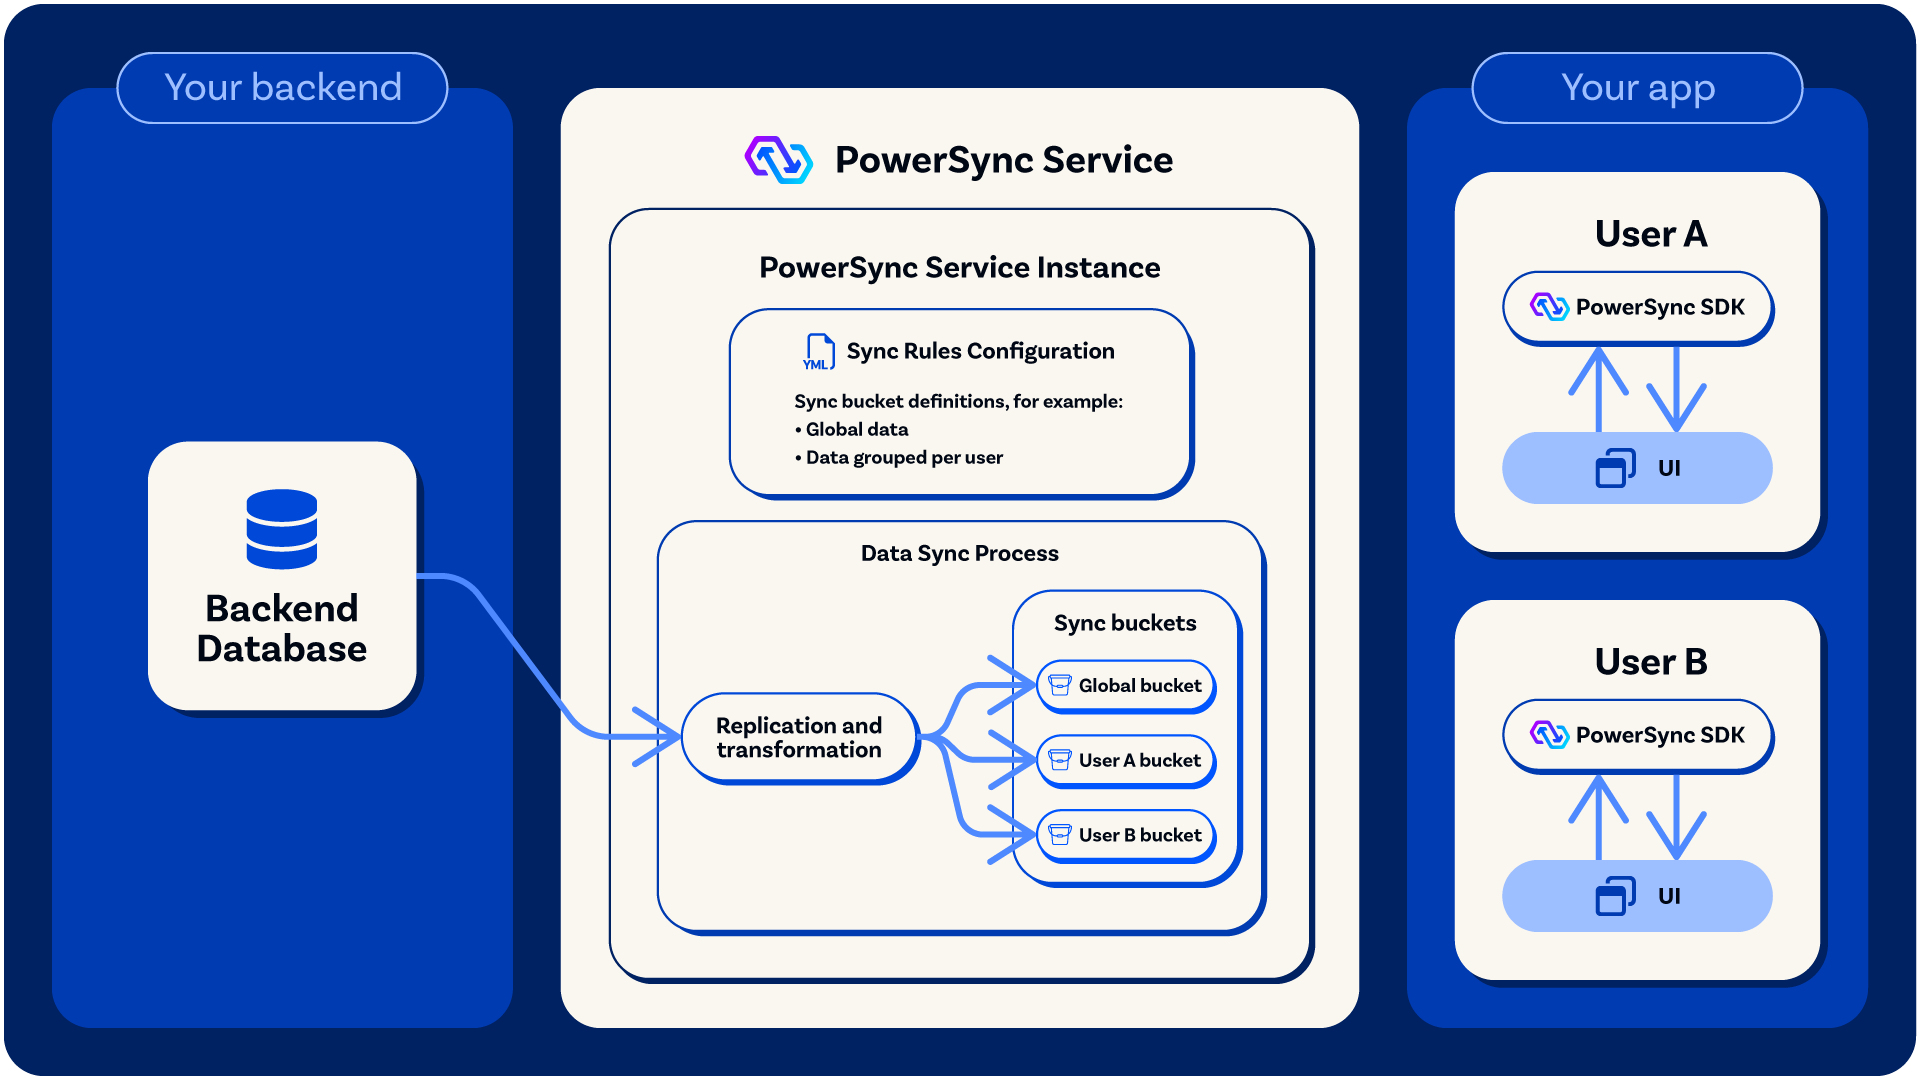 Your backend
Backend
Database
PowerSync Service
PowerSync Service Instance
YML
Sync Rules Configuration
Sync bucket definitions, for example:
• Global data
• Data grouped per user
Data Sync Process
Replication and
transformation
Sync buckets
Global bucket
User A bucket
User B bucket
Your app
User A
PowerSync SDK
UI
User B
PowerSync SDK
UI